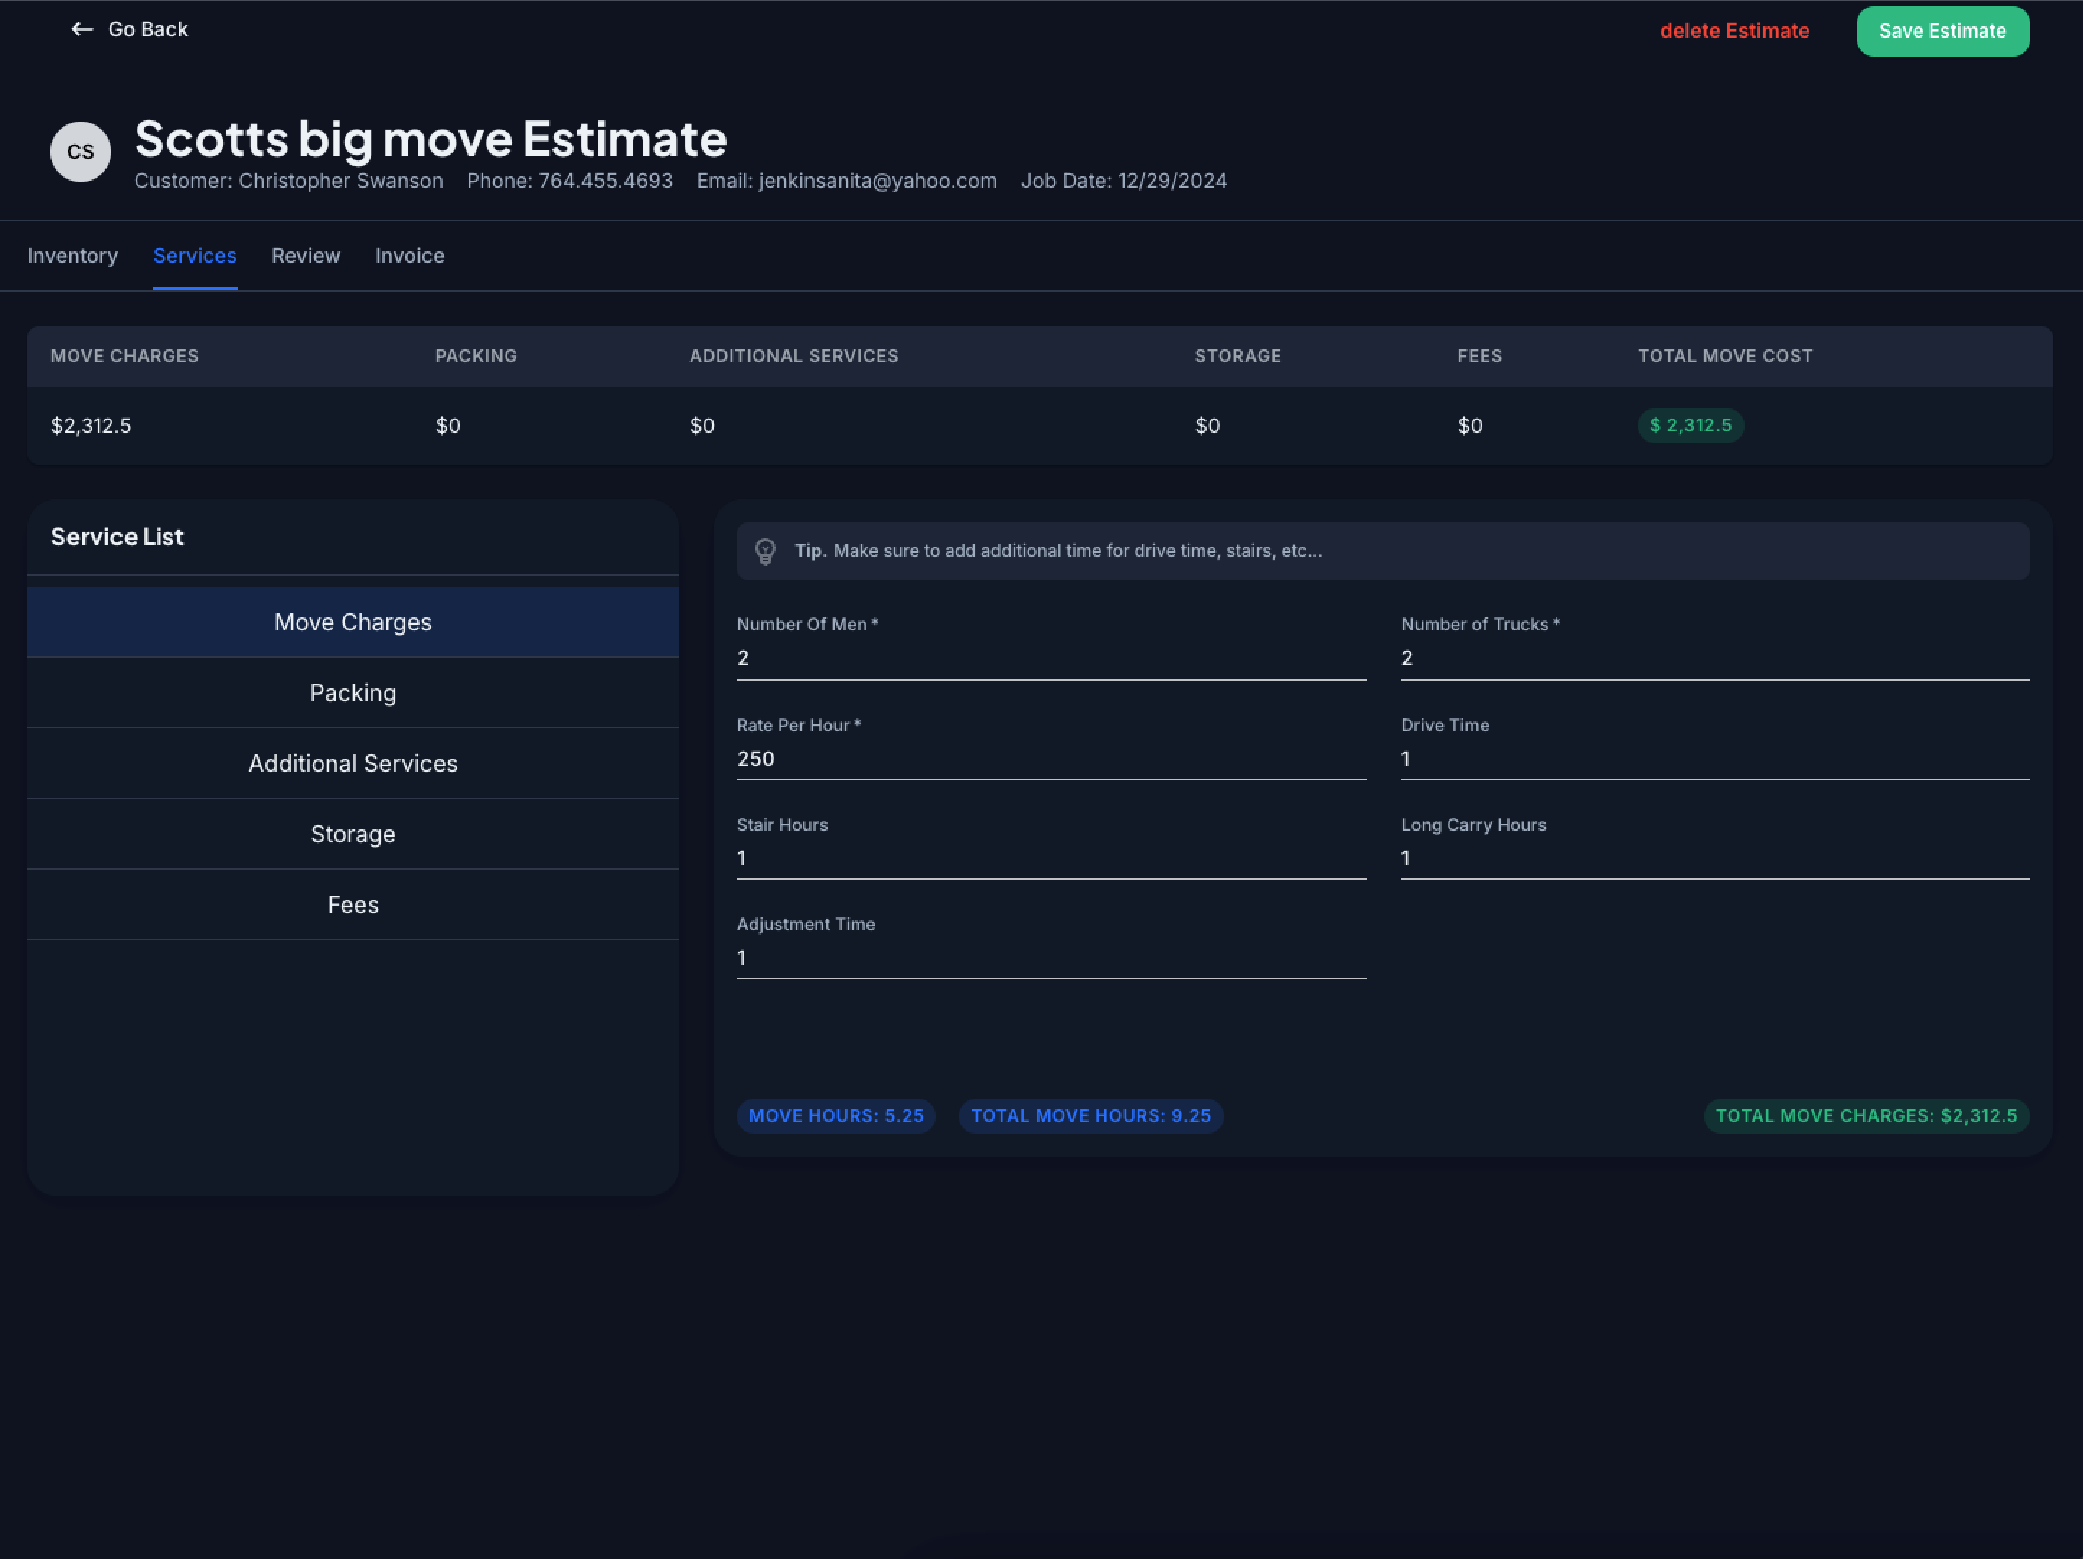 Go Back
delete Estimate
Save Estimate
CS
Scotts big move Estimate
Customer: Christopher Swanson Phone: 764.455.4693 Email: jenkinsanita@yahoo.com Job Date: 12/29/2024
Inventory Services Review Invoice
MOVE CHARGES PACKING ADDITIONAL SERVICES STORAGE FEES TOTAL MOVE COST
$2,312.5 $0 $0 $0 $0 $ 2,312.5
Service List
Move Charges
Packing
Additional Services
Storage
Fees
Tip. Make sure to add additional time for drive time, stairs, etc...
Number Of Men *
2
Number of Trucks *
2
Rate Per Hour *
250
Drive Time
1
Stair Hours
1
Long Carry Hours
1
Adjustment Time
1
MOVE HOURS: 5.25 TOTAL MOVE HOURS: 9.25 TOTAL MOVE CHARGES: $2,312.5